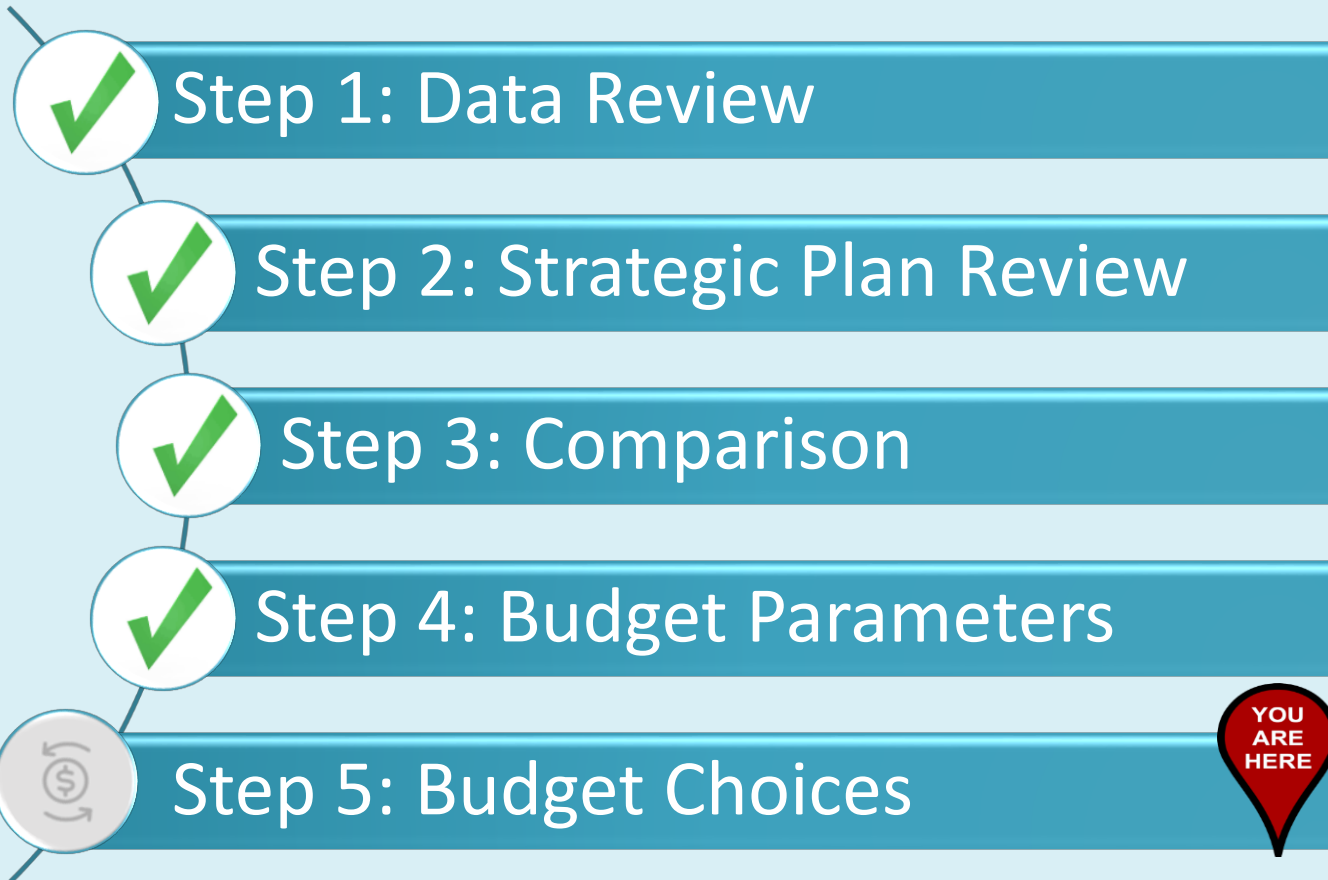 Step 1: Data Review
Step 2: Strategic Plan Review
Step 3: Comparison
Step 4: Budget Parameters
YOU
ARE
HERE
$
Step 5: Budget Choices